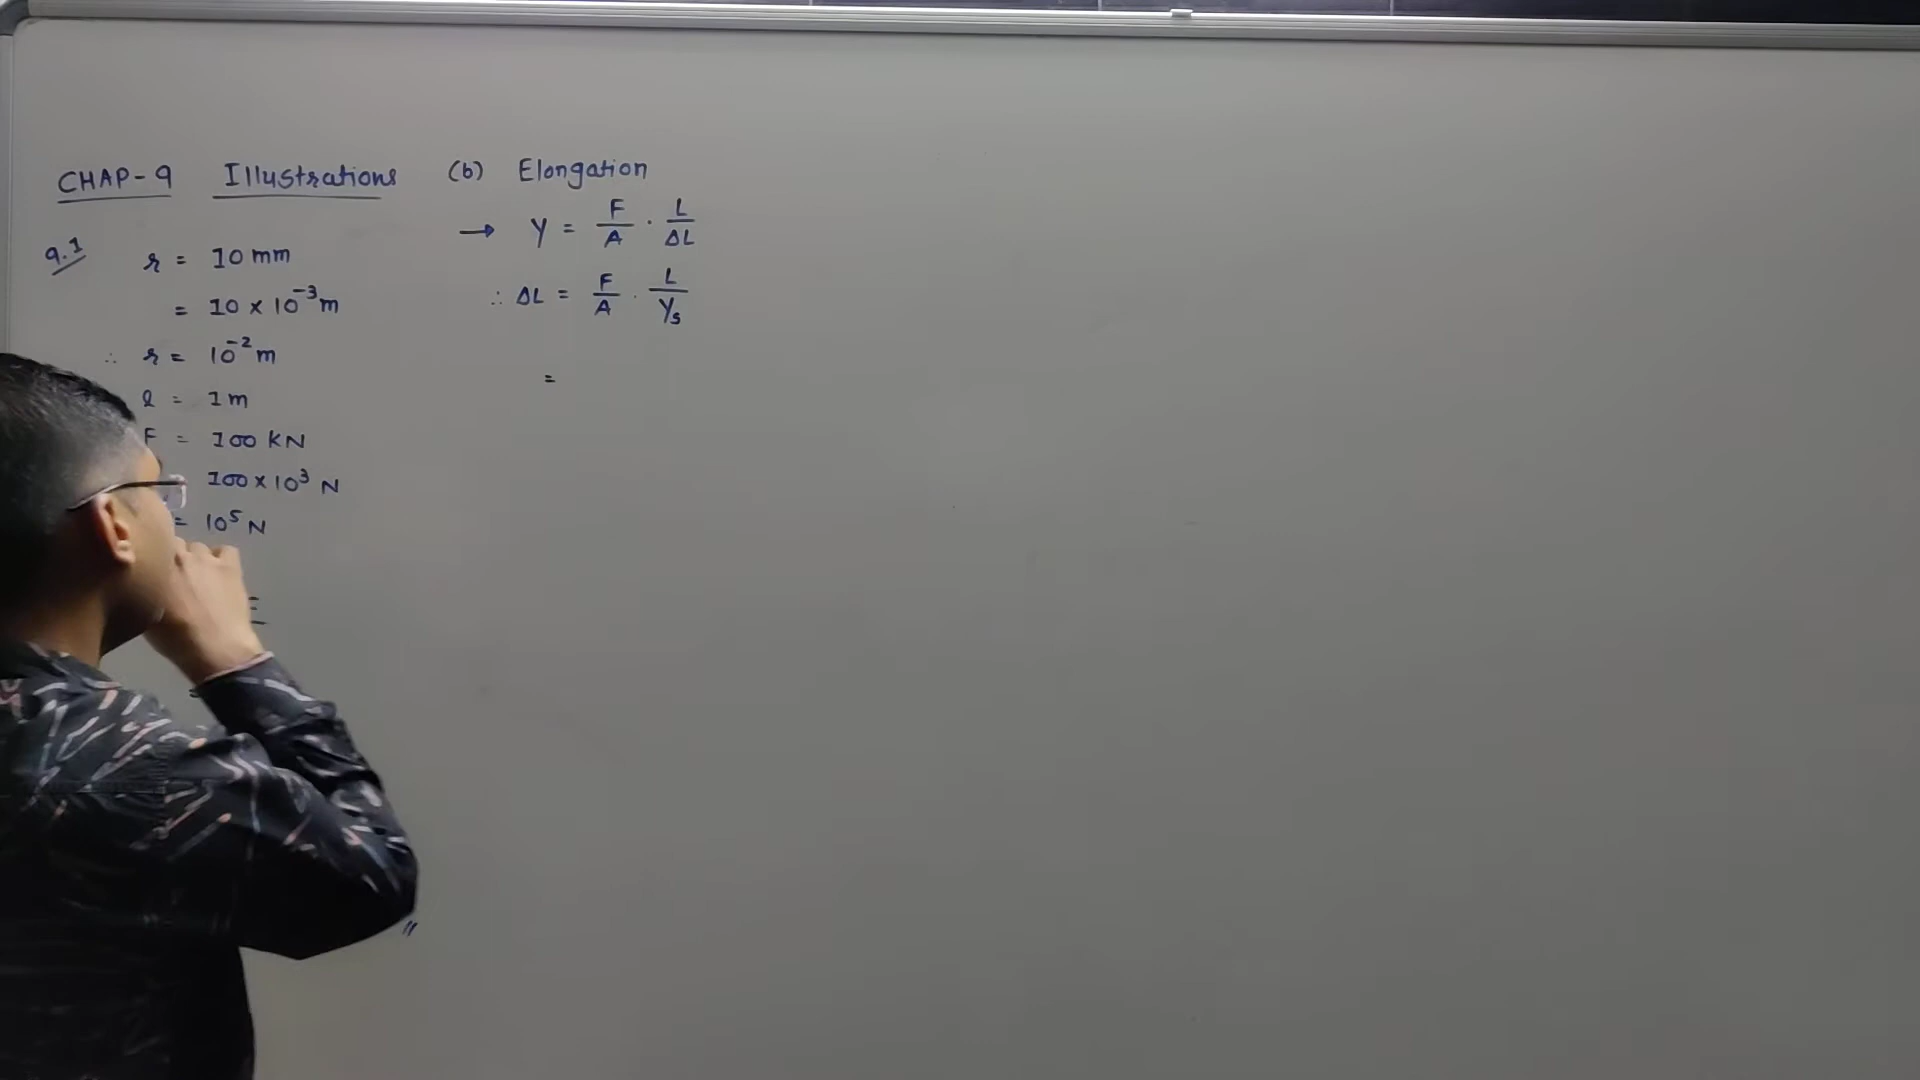 CHAP-9 Illustrations
9.1 r = 10 mm
= 10 × 10⁻³ m
∴ r = 10⁻² m
l = 1 m
F = 100 KN
100 × 10³ N
= 10⁵ N
(b) Elongation
→ Y = F/A · L/ΔL
∴ ΔL = F/A · L/Ys
=